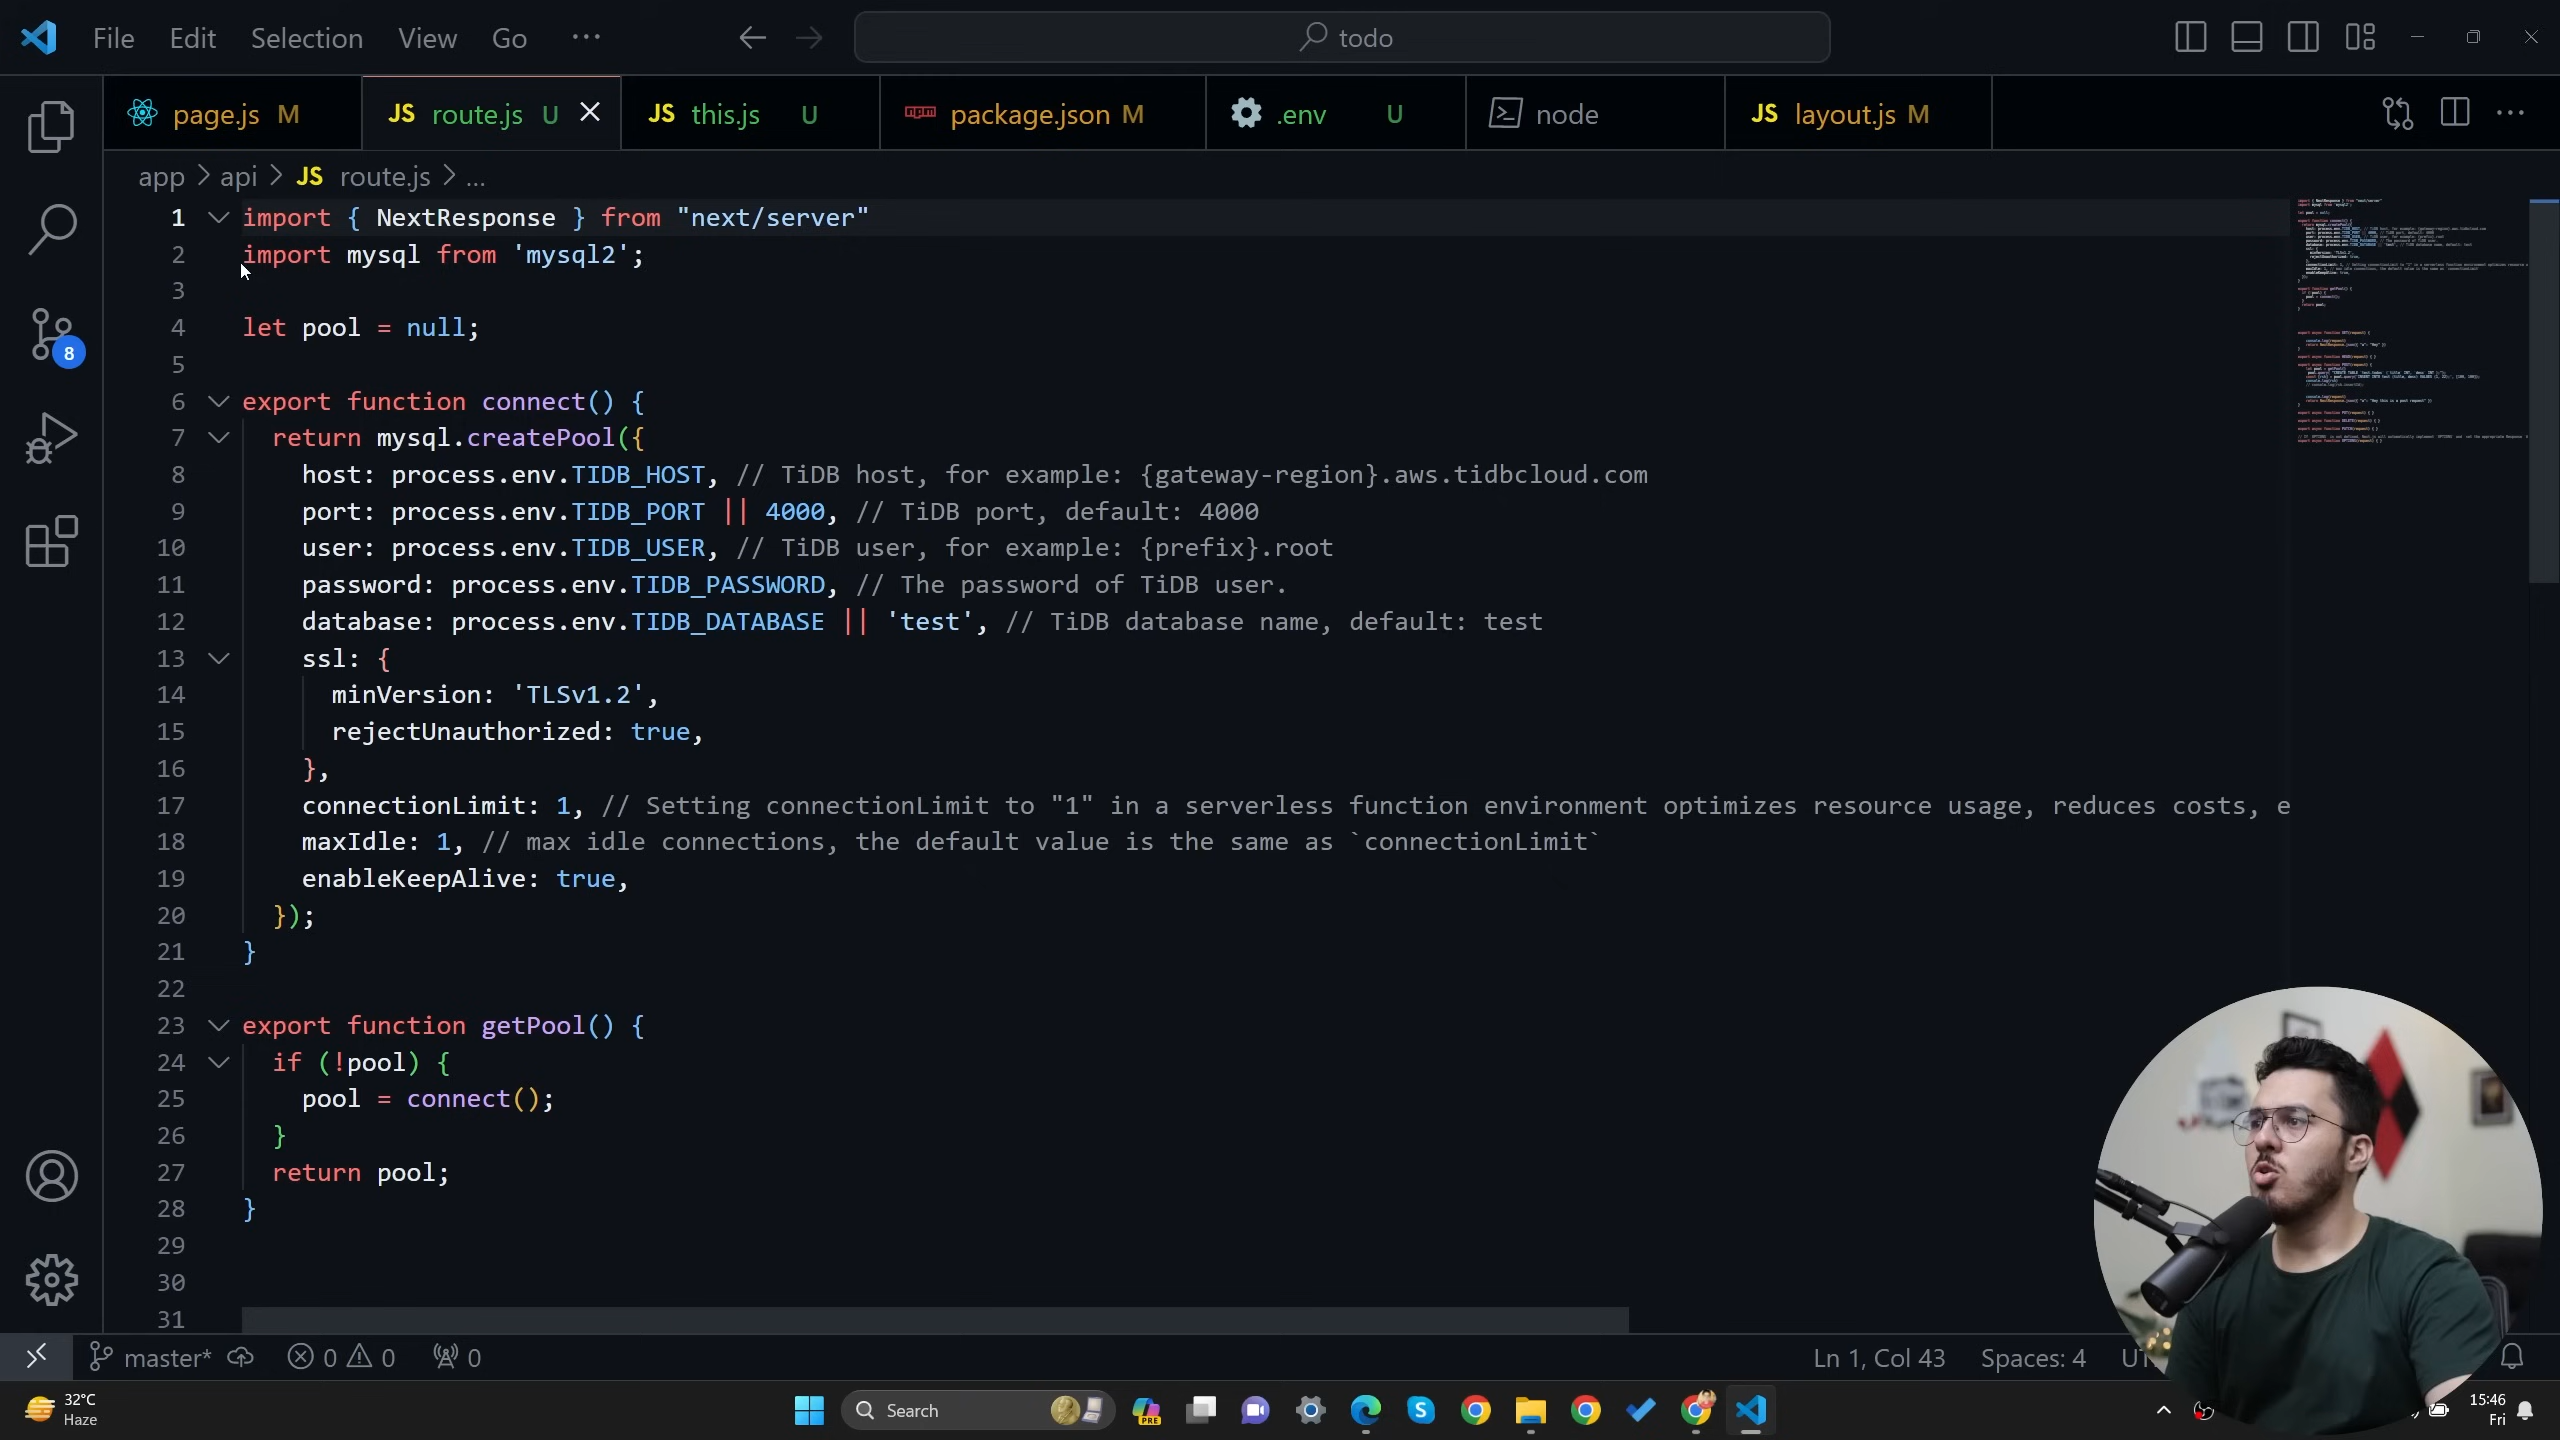 File Edit Selection View Go ··· todo
page.js M JS route.js U JS this.js U package.json M .env U node JS layout.js M
app > api > JS route.js > ...
1 import { NextResponse } from "next/server"
2 import mysql from 'mysql2';
3
4 let pool = null;
5
6 export function connect() {
7 return mysql.createPool({
8 host: process.env.TIDB_HOST, // TiDB host, for example: {gateway-region}.aws.tidbcloud.com
9 port: process.env.TIDB_PORT || 4000, // TiDB port, default: 4000
10 user: process.env.TIDB_USER, // TiDB user, for example: {prefix}.root
11 password: process.env.TIDB_PASSWORD, // The password of TiDB user.
12 database: process.env.TIDB_DATABASE || 'test', // TiDB database name, default: test
13 ssl: {
14 minVersion: 'TLSv1.2',
15 rejectUnauthorized: true,
16 },
17 connectionLimit: 1, // Setting connectionLimit to "1" in a serverless function environment optimizes resource usage, reduces costs, e
18 maxIdle: 1, // max idle connections, the default value is the same as `connectionLimit`
19 enableKeepAlive: true,
20 });
21 }
22
23 export function getPool() {
24 if (!pool) {
25 pool = connect();
26 }
27 return pool;
28 }
29
30
31
8
master* 0 0 0 Ln 1, Col 43 Spaces: 4
32°C
Haze
Search
PRE
15:46
Fri